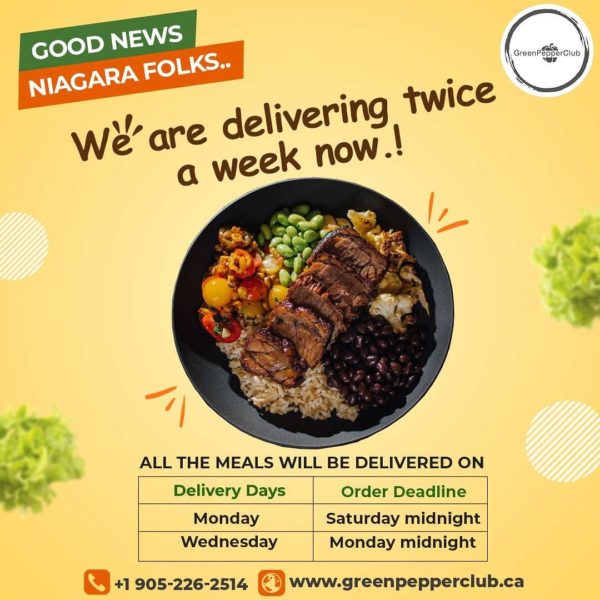 GOOD NEWS
NIAGARA FOLKS..
GreenPepperClub
We are delivering twice
a week now.!
ALL THE MEALS WILL BE DELIVERED ON
Delivery Days Order Deadline
Monday Saturday midnight
Wednesday Monday midnight
+1 905-226-2514 www.greenpepperclub.ca